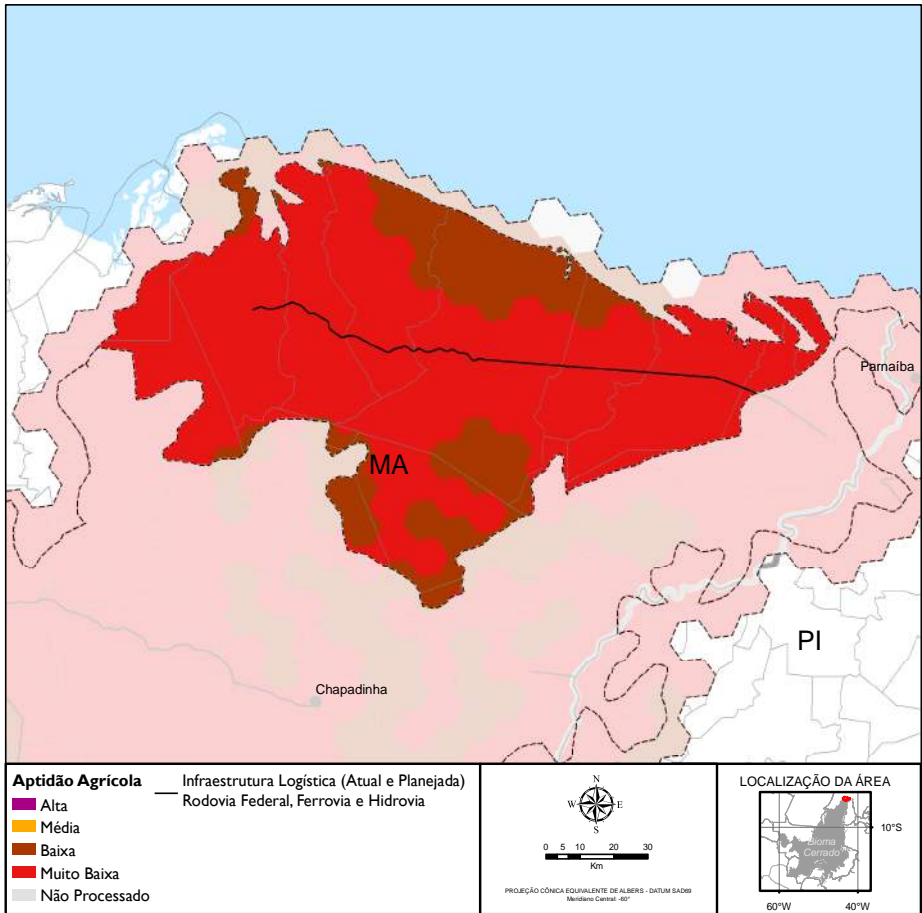 Parnaíba
MA
PI
Chapadinha
Aptidão Agrícola
Alta
Média
Baixa
Muito Baixa
Não Processado
Infraestrutura Logística (Atual e Planejada)
Rodovia Federal, Ferrovia e Hidrovia
N
W E
S
0 5 10 20 30
Km
PROJEÇÃO CÔNICA EQUIVALENTE DE ALBERS - DATUM SAD69
Meridiano Central: -60°
LOCALIZAÇÃO DA ÁREA
10°S
Bioma
Cerrado
60°W 40°W